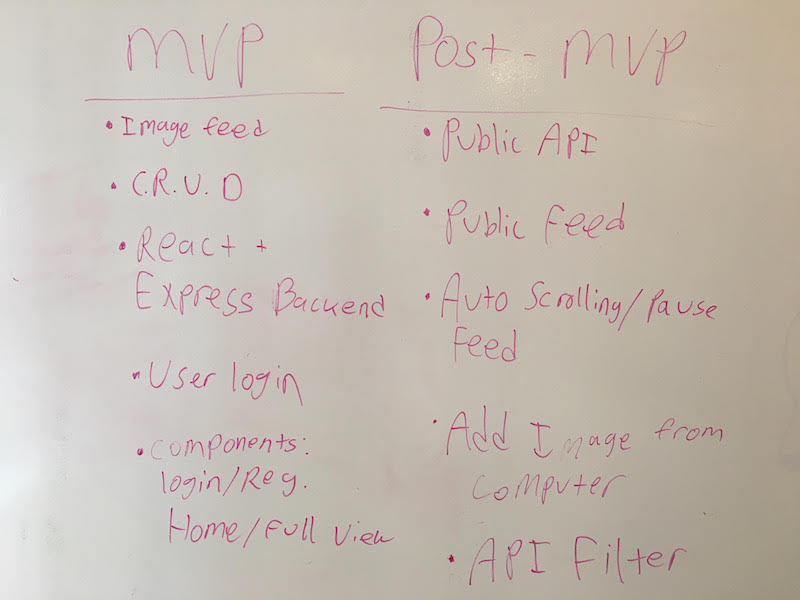 MVP
• Image feed
• C.R.U.D
• React +
Express Backend
• User login
• Components:
login/Reg.
Home/Full View
Post-MVP
• Public API
• Public Feed
• Auto Scrolling/Pause
Feed
• Add Image from
Computer
• API Filter